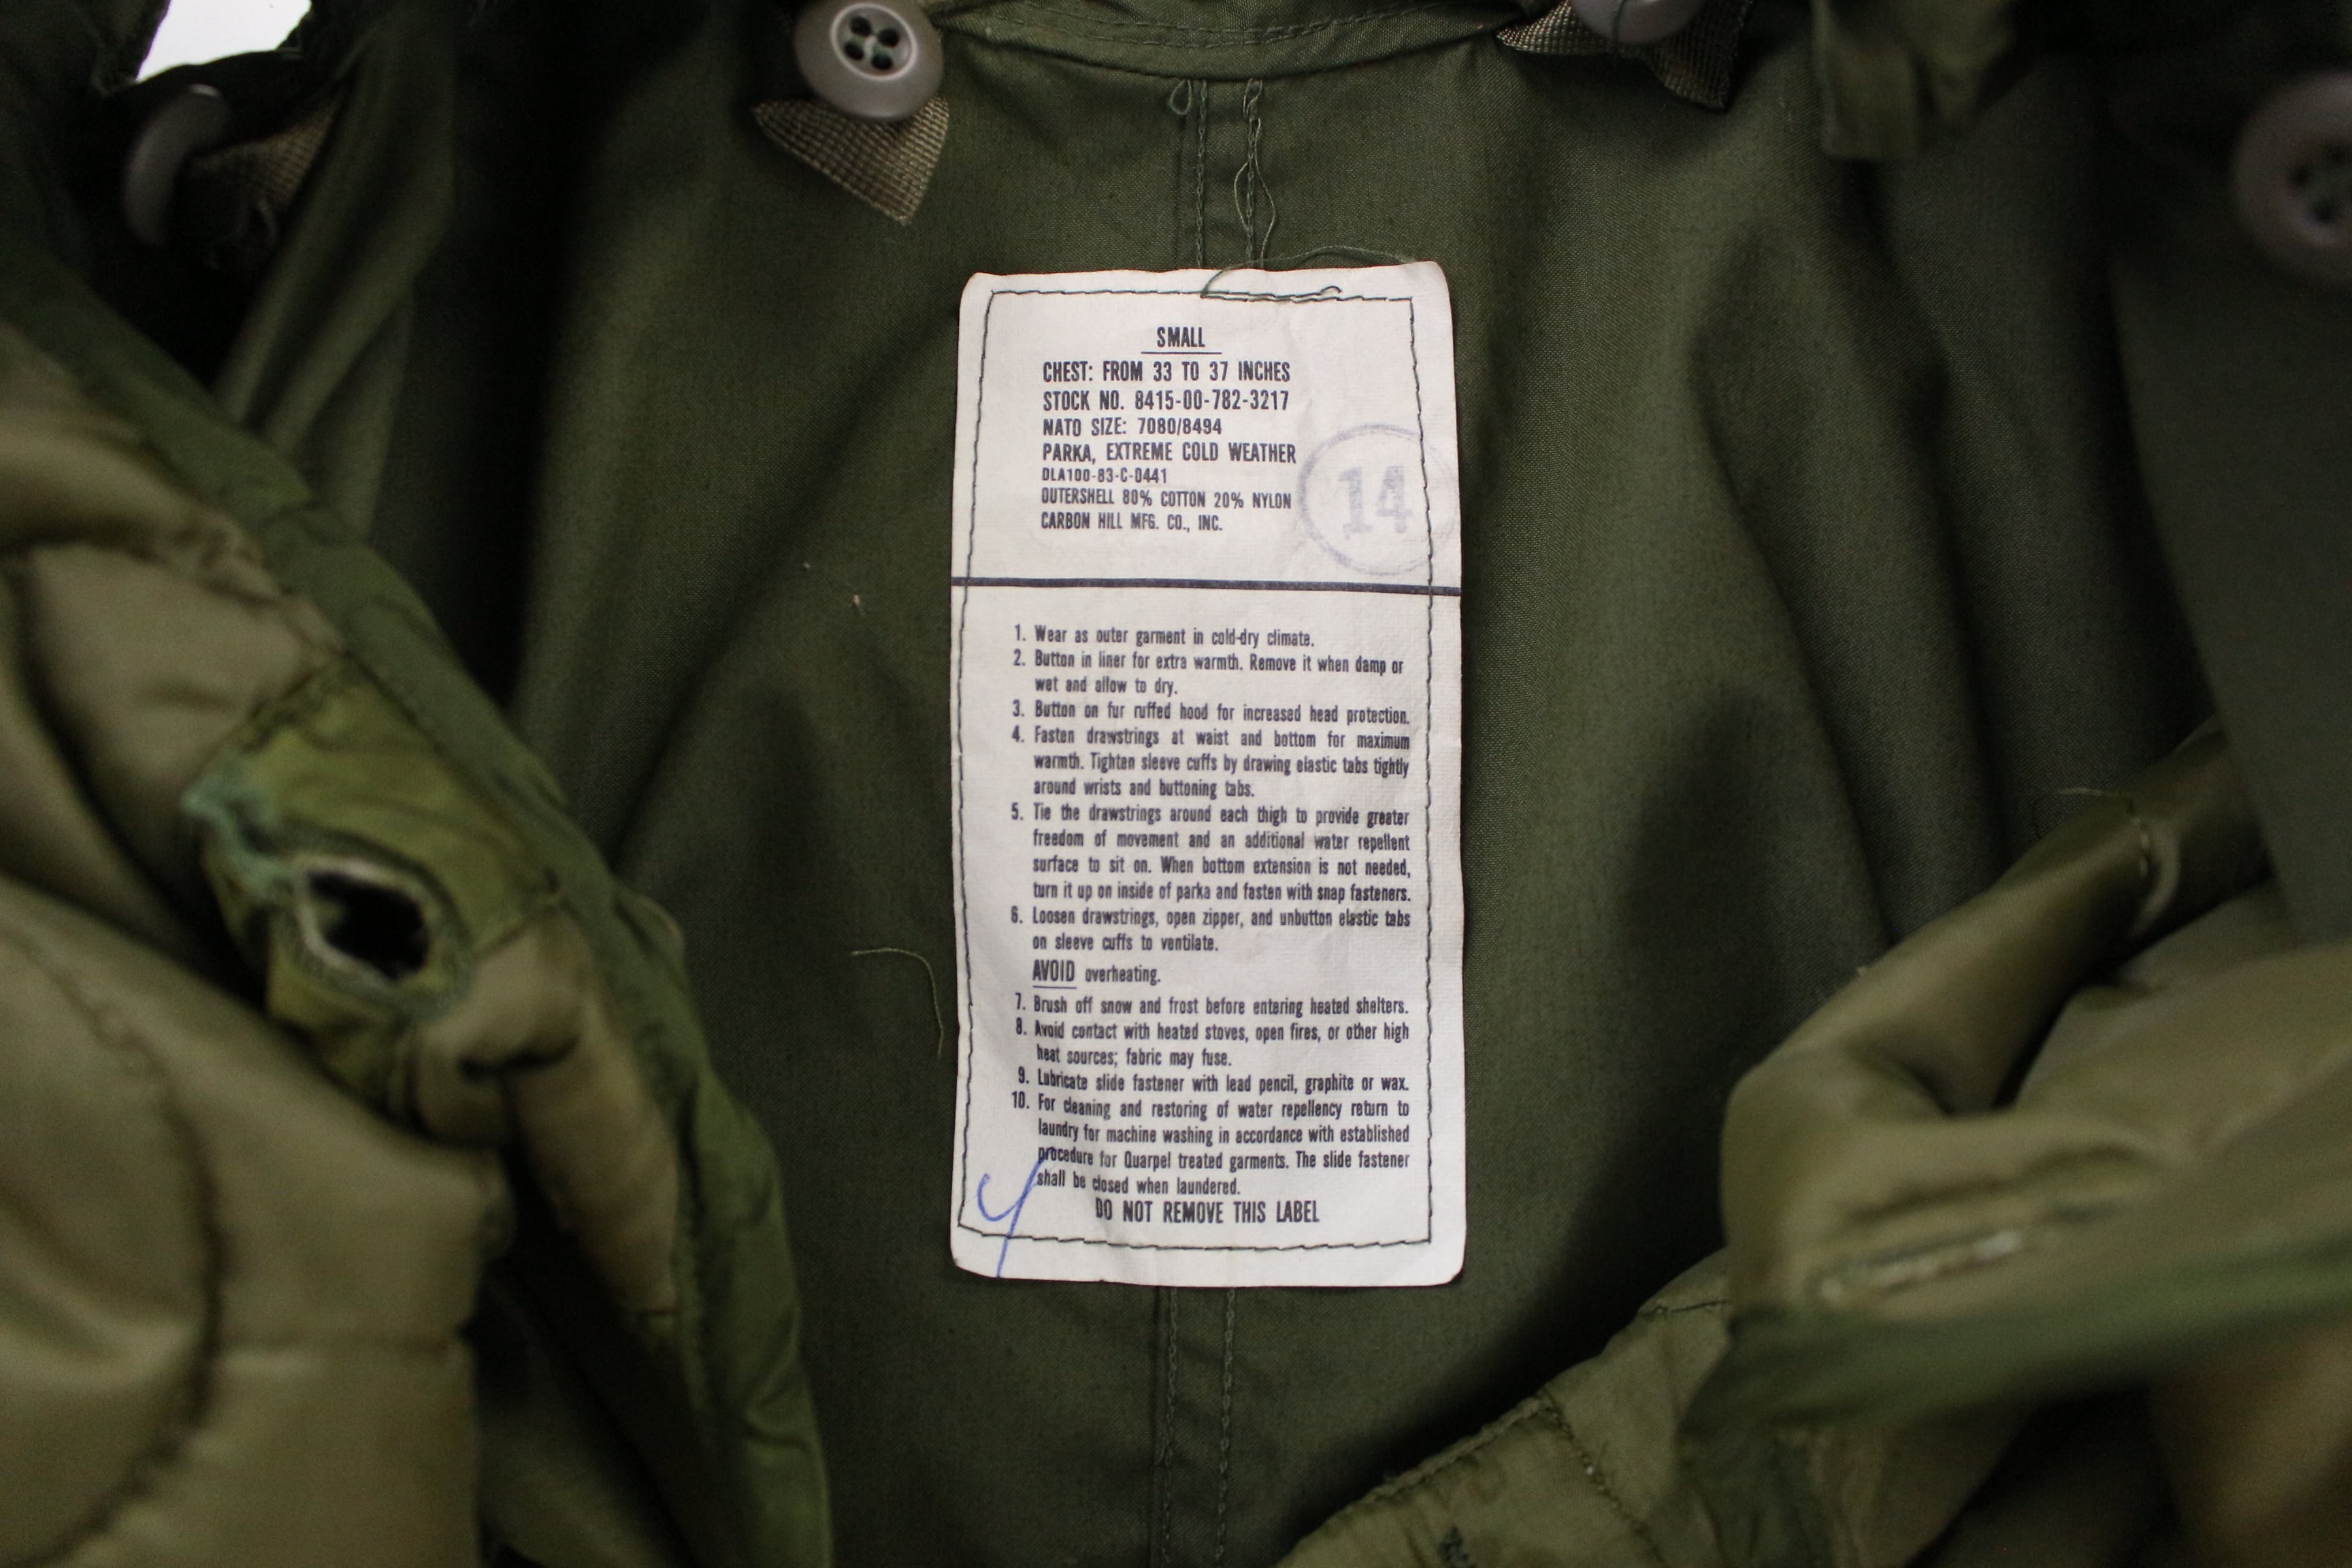 SMALL
CHEST: FROM 33 TO 37 INCHES
STOCK NO. 8415-00-782-3217
NATO SIZE: 7080/8494
PARKA, EXTREME COLD WEATHER
DLA100-83-C-0441
OUTERSHELL 80% COTTON 20% NYLON
CARBON HILL MFG. CO., INC.
14
1. Wear as outer garment in cold-dry climate.
2. Button in liner for extra warmth. Remove it when damp or
wet and allow to dry.
3. Button on fur ruffed hood for increased head protection.
4. Fasten drawstrings at waist and bottom for maximum
warmth. Tighten sleeve cuffs by drawing elastic tabs tightly
around wrists and buttoning tabs.
5. Tie the drawstrings around each thigh to provide greater
freedom of movement and an additional water repellent
surface to sit on. When bottom extension is not needed,
turn it up on inside of parka and fasten with snap fasteners.
6. Loosen drawstrings, open zipper, and unbutton elastic tabs
on sleeve cuffs to ventilate.
AVOID overheating.
7. Brush off snow and frost before entering heated shelters.
8. Avoid contact with heated stoves, open fires, or other high
heat sources; fabric may fuse.
9. Lubricate slide fastener with lead pencil, graphite or wax.
10. For cleaning and restoring of water repellency return to
laundry for machine washing in accordance with established
procedure for Quarpel treated garments. The slide fastener
shall be closed when laundered.
DO NOT REMOVE THIS LABEL